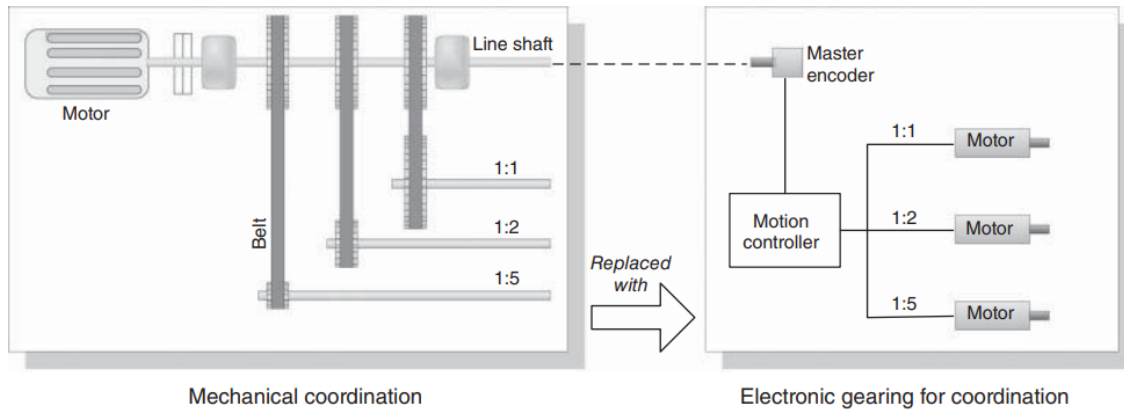 Motor
Line shaft
Belt
1:1
1:2
1:5
Mechanical coordination
Replaced
with
Master
encoder
Motion
controller
1:1
Motor
1:2
Motor
1:5
Motor
Electronic gearing for coordination